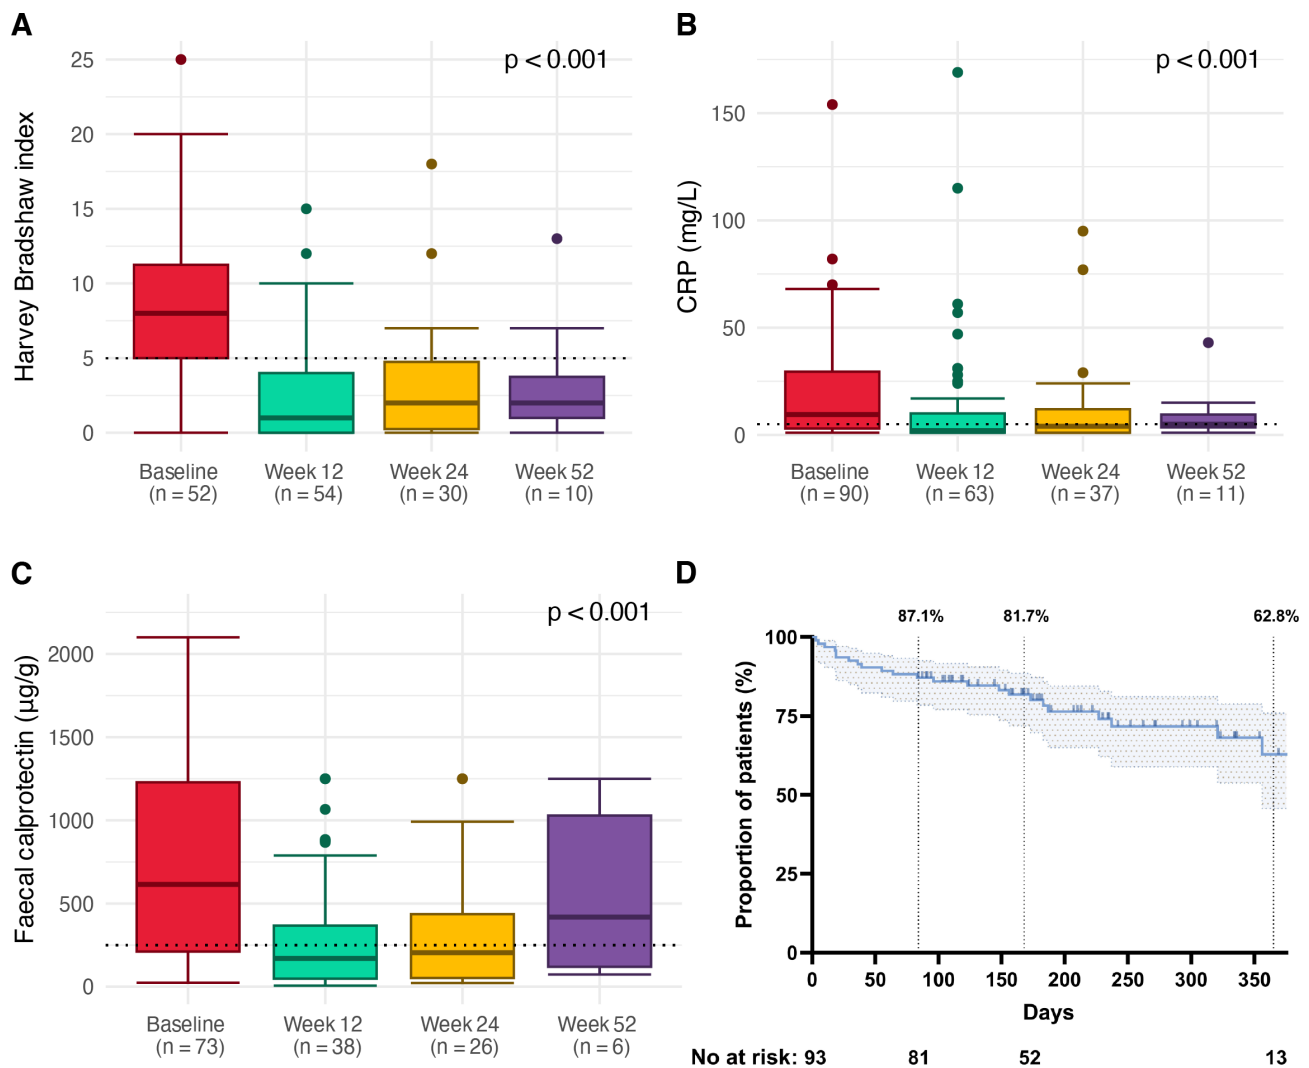 A
p < 0.001
Harvey Bradshaw index
25
20
15
10
5
0
Baseline
(n = 52)
Week 12
(n = 54)
Week 24
(n = 30)
Week 52
(n = 10)
B
p < 0.001
CRP (mg/L)
150
100
50
0
Baseline
(n = 90)
Week 12
(n = 63)
Week 24
(n = 37)
Week 52
(n = 11)
C
p < 0.001
Faecal calprotectin (µg/g)
2000
1500
1000
500
0
Baseline
(n = 73)
Week 12
(n = 38)
Week 24
(n = 26)
Week 52
(n = 6)
D
87.1%
81.7%
62.8%
Proportion of patients (%)
100
75
50
25
0
0 50 100 150 200 250 300 350
Days
No at risk: 93 81 52 13